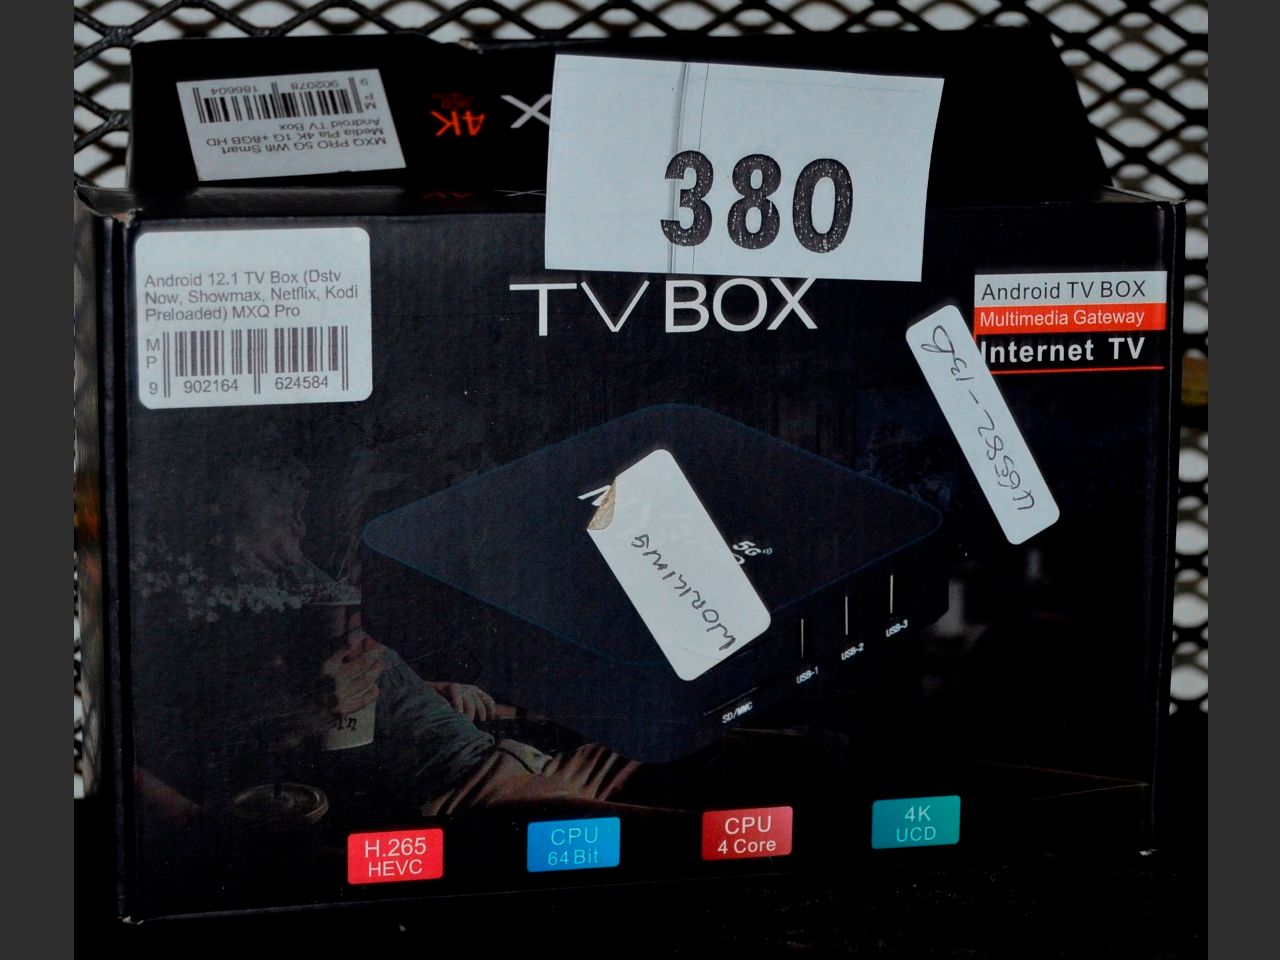 MXQ PRO 5G Wifi Smart
Media Pla 4K 1G +8GB HD
Android TV Box
M
P
9 902078 186604
4K
X
380
TV BOX
Android 12.1 TV Box (Dstv
Now, Showmax, Netflix, Kodi
Preloaded) MXQ Pro
M
P
9 902164 624584
Android TV BOX
Multimedia Gateway
Internet TV
WORKING
5G
USB-1
USB-2
USB-3
SD/MMC
H.265
HEVC
CPU
64 Bit
CPU
4 Core
4K
UCD